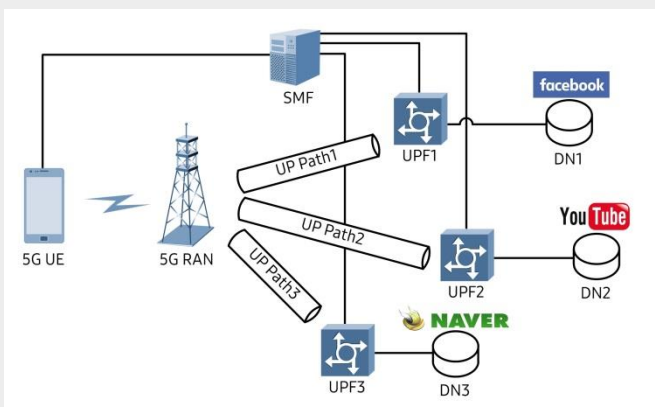 SMF
facebook
UPF1
DN1
UP Path1
YouTube
UP Path2
5G UE
5G RAN
UP Path3
UPF2
DN2
NAVER
UPF3
DN3